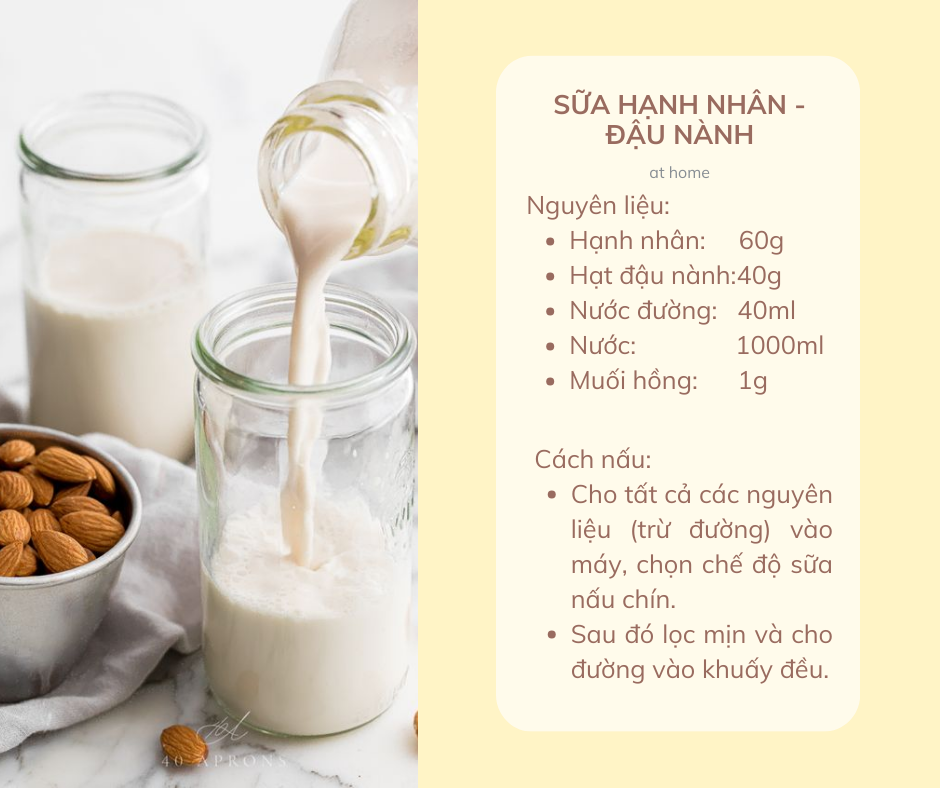 SỮA HẠNH NHÂN -
ĐẬU NÀNH
at home
Nguyên liệu:
• Hạnh nhân: 60g
• Hạt đậu nành:40g
• Nước đường: 40ml
• Nước: 1000ml
• Muối hồng: 1g
Cách nấu:
• Cho tất cả các nguyên
liệu (trừ đường) vào
máy, chọn chế độ sữa
nấu chín.
• Sau đó lọc mịn và cho
đường vào khuấy đều.
40 APRONS